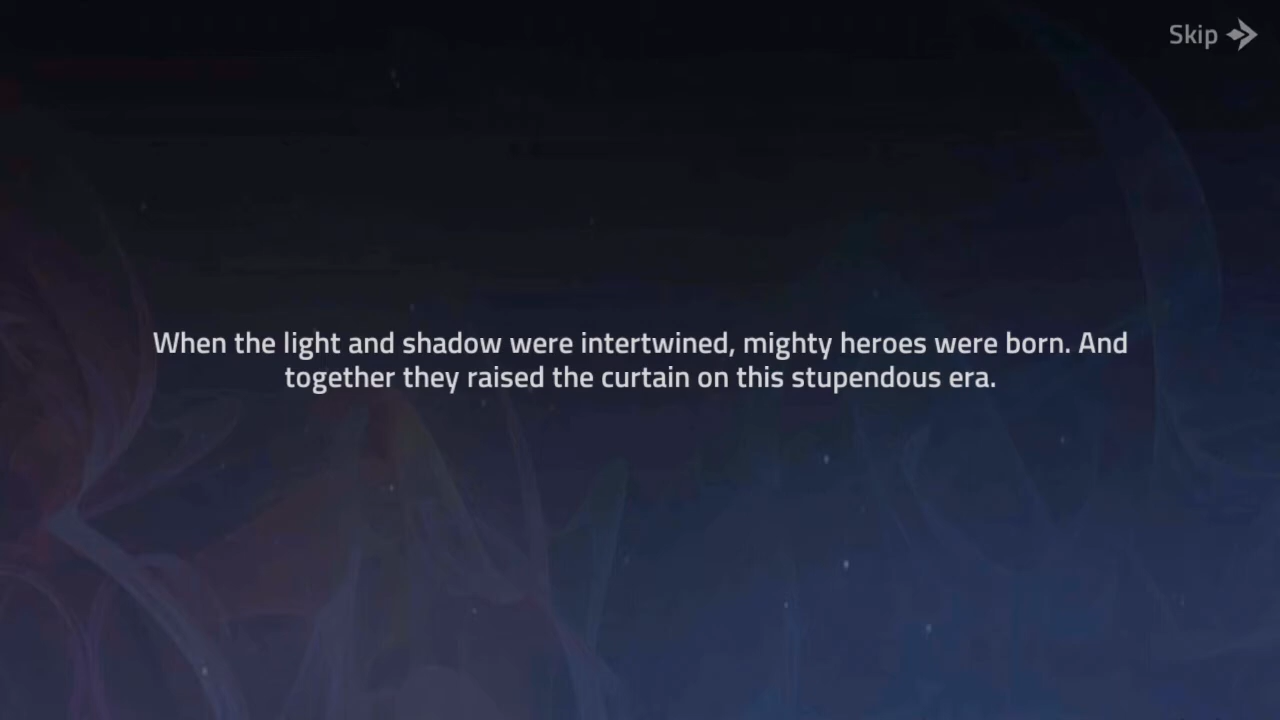 Skip
When the light and shadow were intertwined, mighty heroes were born. And
together they raised the curtain on this stupendous era.